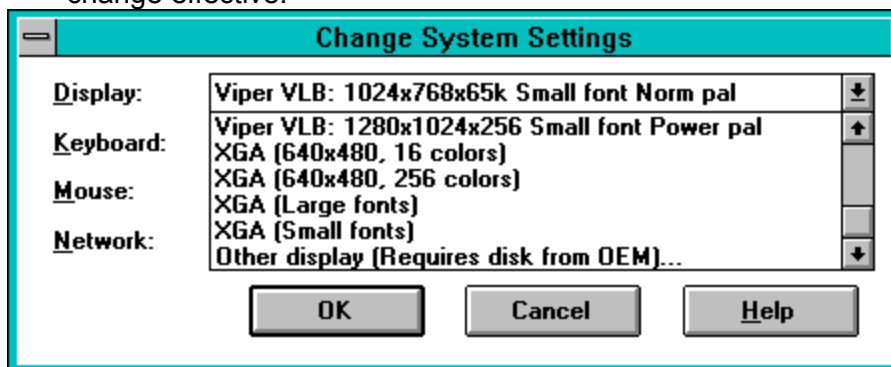 change effective.
Change System Settings
Display: Viper VLB: 1024x768x65k Small font Norm pal
Viper VLB: 1280x1024x256 Small font Power pal
Keyboard: XGA (640x480, 16 colors)
XGA (640x480, 256 colors)
Mouse: XGA (Large fonts)
Network: XGA (Small fonts)
Other display (Requires disk from OEM)...
OK Cancel Help